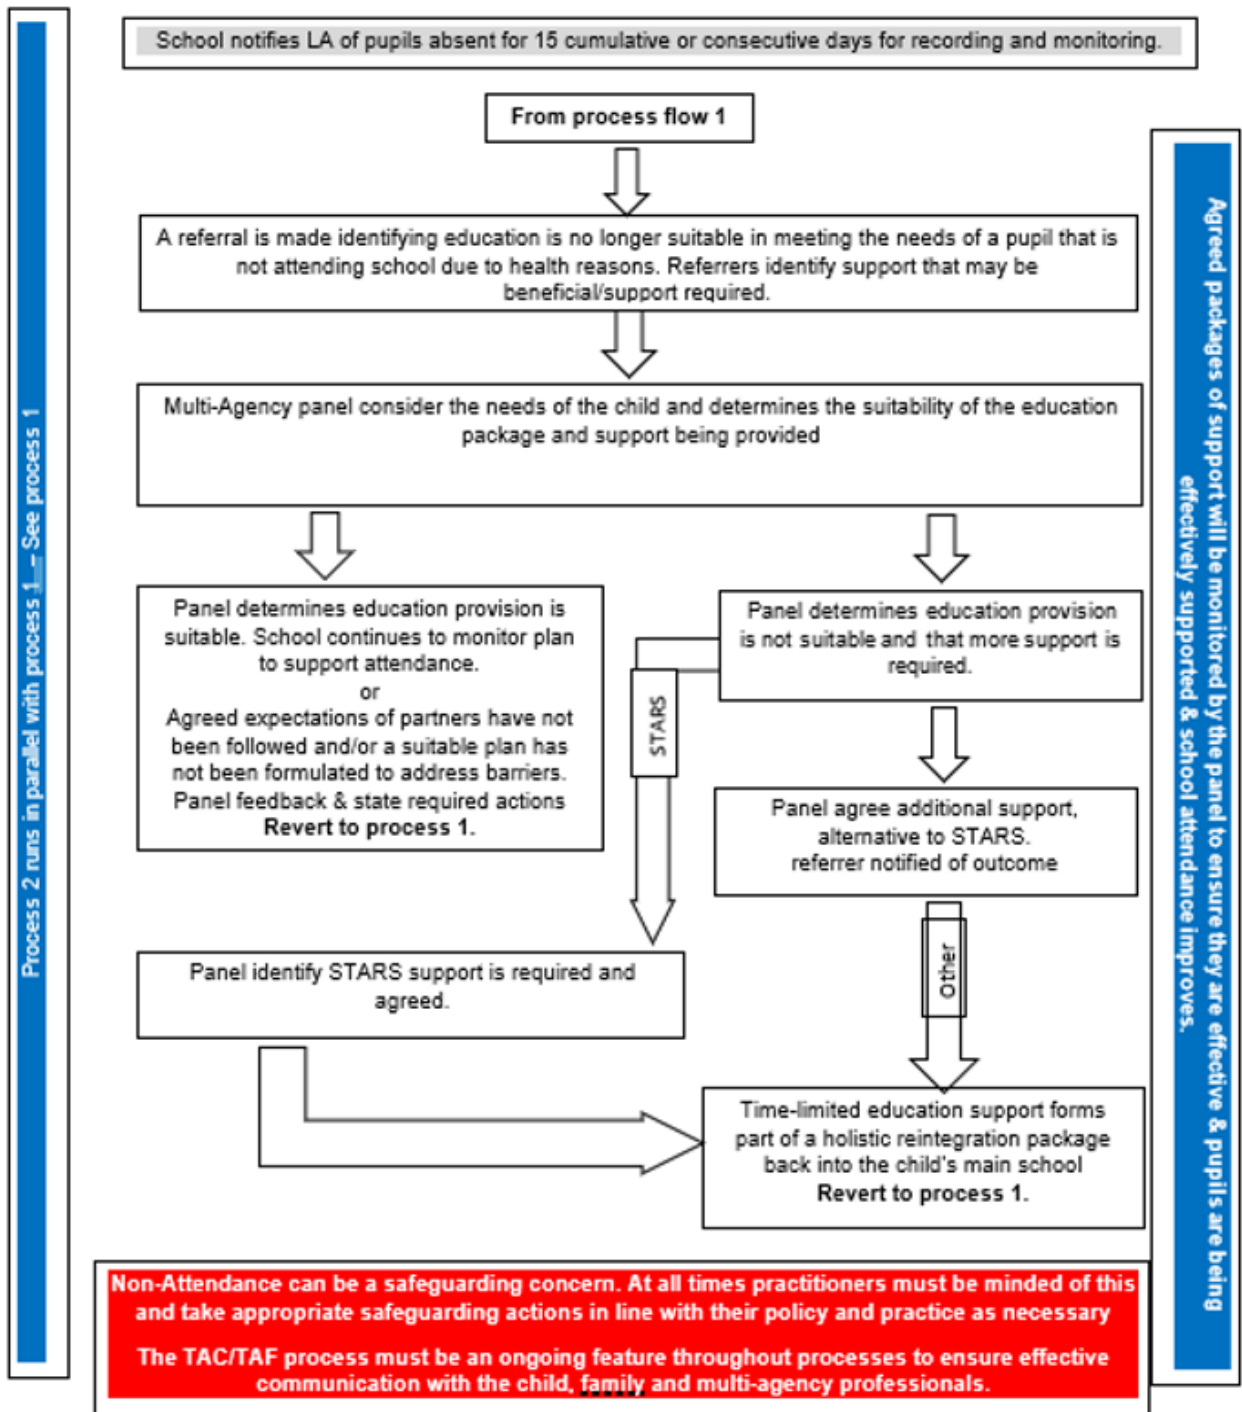 School notifies LA of pupils absent for 15 cumulative or consecutive days for recording and monitoring.
From process flow 1
A referral is made identifying education is no longer suitable in meeting the needs of a pupil that is
not attending school due to health reasons. Referrers identify support that may be
beneficial/support required.
Multi-Agency panel consider the needs of the child and determines the suitability of the education
package and support being provided
Panel determines education provision is
suitable. School continues to monitor plan
to support attendance.
or
Agreed expectations of partners have not
been followed and/or a suitable plan has
not been formulated to address barriers.
Panel feedback & state required actions
Revert to process 1.
Panel determines education provision
is not suitable and that more support is
required.
STARS
Panel agree additional support,
alternative to STARS.
referrer notified of outcome
Panel identify STARS support is required and
agreed.
Other
Time-limited education support forms
part of a holistic reintegration package
back into the child's main school
Revert to process 1.
Process 2 runs in parallel with process 1 – See process 1
Agreed packages of support will be monitored by the panel to ensure they are effective & pupils are being
effectively supported & school attendance improves.
Non-Attendance can be a safeguarding concern. At all times practitioners must be minded of this
and take appropriate safeguarding actions in line with their policy and practice as necessary
The TAC/TAF process must be an ongoing feature throughout processes to ensure effective
communication with the child, family and multi-agency professionals.